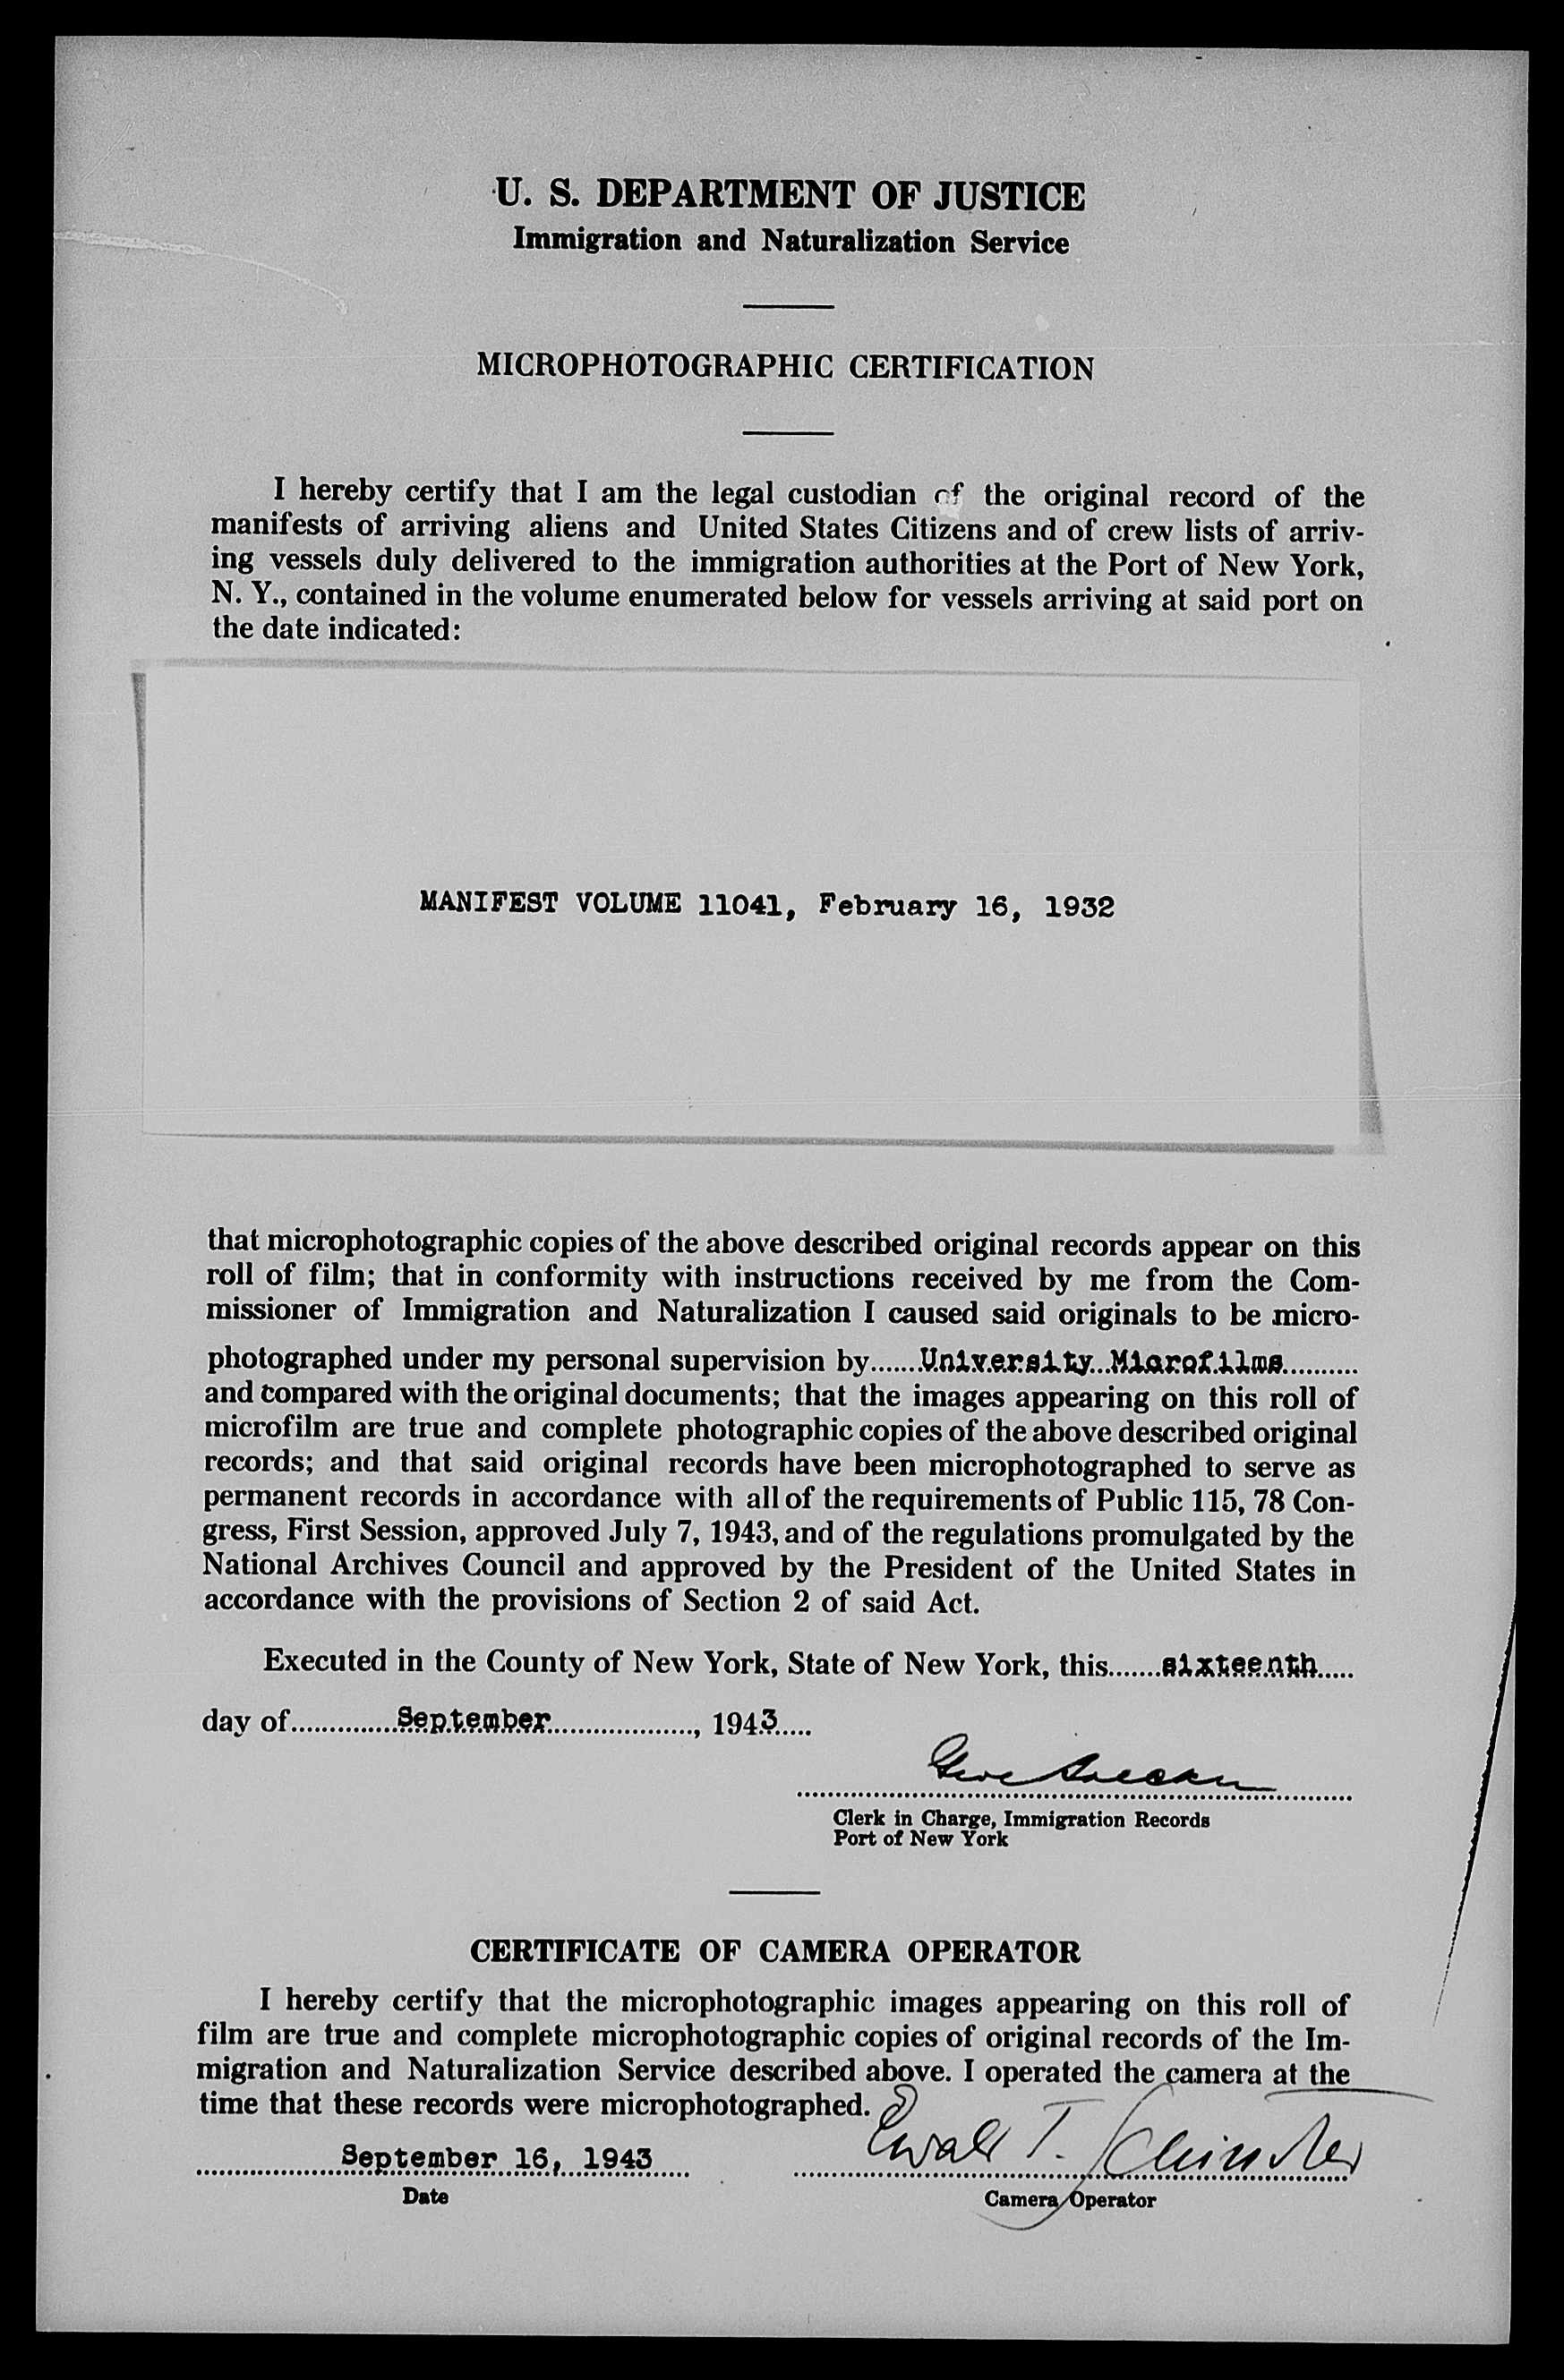 U. S. DEPARTMENT OF JUSTICE
Immigration and Naturalization Service
MICROPHOTOGRAPHIC CERTIFICATION
I hereby certify that I am the legal custodian of the original record of the
manifests of arriving aliens and United States Citizens and of crew lists of arriv-
ing vessels duly delivered to the immigration authorities at the Port of New York,
N. Y., contained in the volume enumerated below for vessels arriving at said port on
the date indicated:
MANIFEST VOLUME 11041, February 16, 1932
that microphotographic copies of the above described original records appear on this
roll of film; that in conformity with instructions received by me from the Com-
missioner of Immigration and Naturalization I caused said originals to be micro-
photographed under my personal supervision by......University Microfilms..........
and compared with the original documents; that the images appearing on this roll of
microfilm are true and complete photographic copies of the above described original
records; and that said original records have been microphotographed to serve as
permanent records in accordance with all of the requirements of Public 115, 78 Con-
gress, First Session, approved July 7, 1943, and of the regulations promulgated by the
National Archives Council and approved by the President of the United States in
accordance with the provisions of Section 2 of said Act.
Executed in the County of New York, State of New York, this.......sixteenth.....
day of..............September..................., 1943.....
Clerk in Charge, Immigration Records
Port of New York
CERTIFICATE OF CAMERA OPERATOR
I hereby certify that the microphotographic images appearing on this roll of
film are true and complete microphotographic copies of original records of the Im-
migration and Naturalization Service described above. I operated the camera at the
time that these records were microphotographed.
September 16, 1943
Ewald T.
Date
Camera Operator